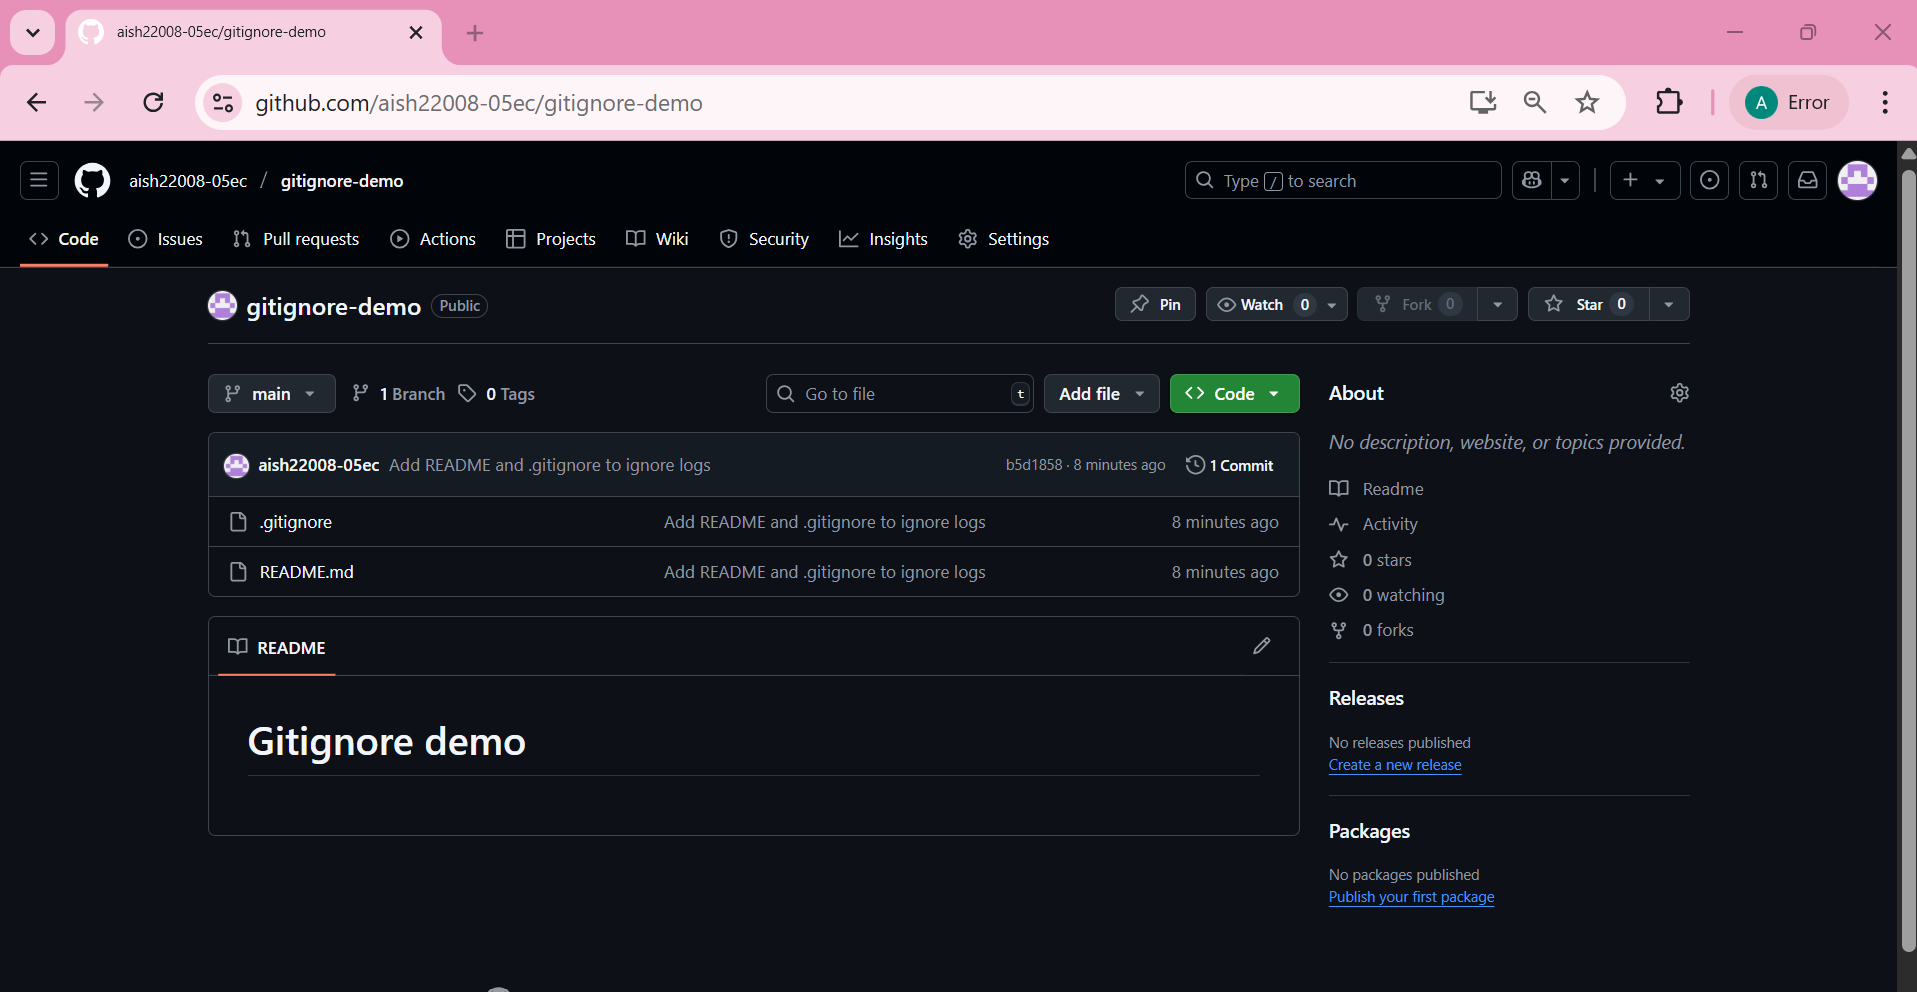 aish22008-05ec/gitignore-demo
github.com/aish22008-05ec/gitignore-demo
A Error
aish22008-05ec / gitignore-demo
Type / to search
Code Issues Pull requests Actions Projects Wiki Security Insights Settings
gitignore-demo Public
Pin Watch 0 Fork 0 Star 0
main 1 Branch 0 Tags
Go to file t Add file Code
aish22008-05ec Add README and .gitignore to ignore logs b5d1858 · 8 minutes ago 1 Commit
.gitignore Add README and .gitignore to ignore logs 8 minutes ago
README.md Add README and .gitignore to ignore logs 8 minutes ago
README
Gitignore demo
About
No description, website, or topics provided.
Readme
Activity
0 stars
0 watching
0 forks
Releases
No releases published
Create a new release
Packages
No packages published
Publish your first package